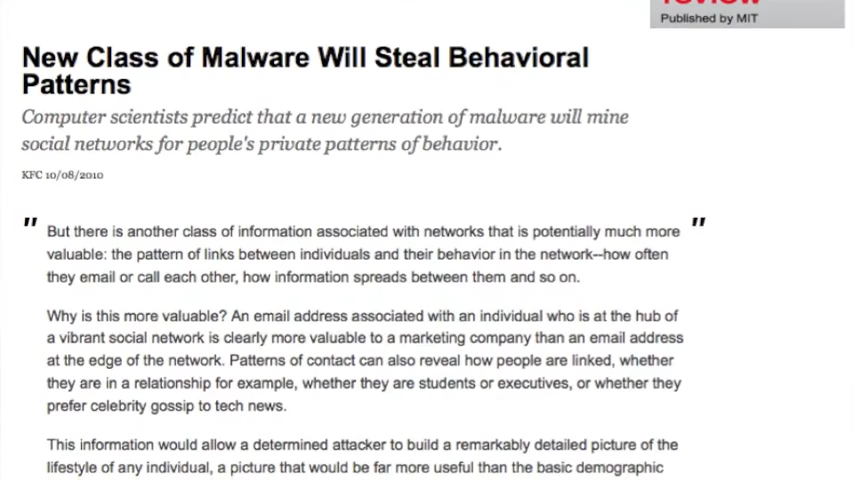 review
Published by MIT
New Class of Malware Will Steal Behavioral
Patterns
Computer scientists predict that a new generation of malware will mine
social networks for people's private patterns of behavior.
KFC 10/08/2010
" But there is another class of information associated with networks that is potentially much more "
valuable: the pattern of links between individuals and their behavior in the network--how often
they email or call each other, how information spreads between them and so on.
Why is this more valuable? An email address associated with an individual who is at the hub of
a vibrant social network is clearly more valuable to a marketing company than an email address
at the edge of the network. Patterns of contact can also reveal how people are linked, whether
they are in a relationship for example, whether they are students or executives, or whether they
prefer celebrity gossip to tech news.
This information would allow a determined attacker to build a remarkably detailed picture of the
lifestyle of any individual, a picture that would be far more useful than the basic demographic